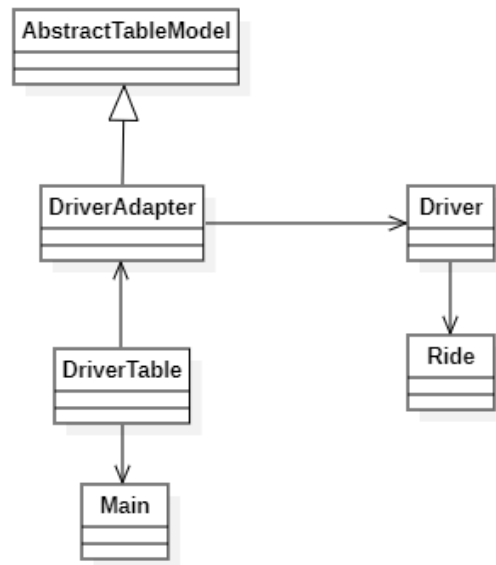 AbstractTableModel
DriverAdapter
Driver
DriverTable
Ride
Main